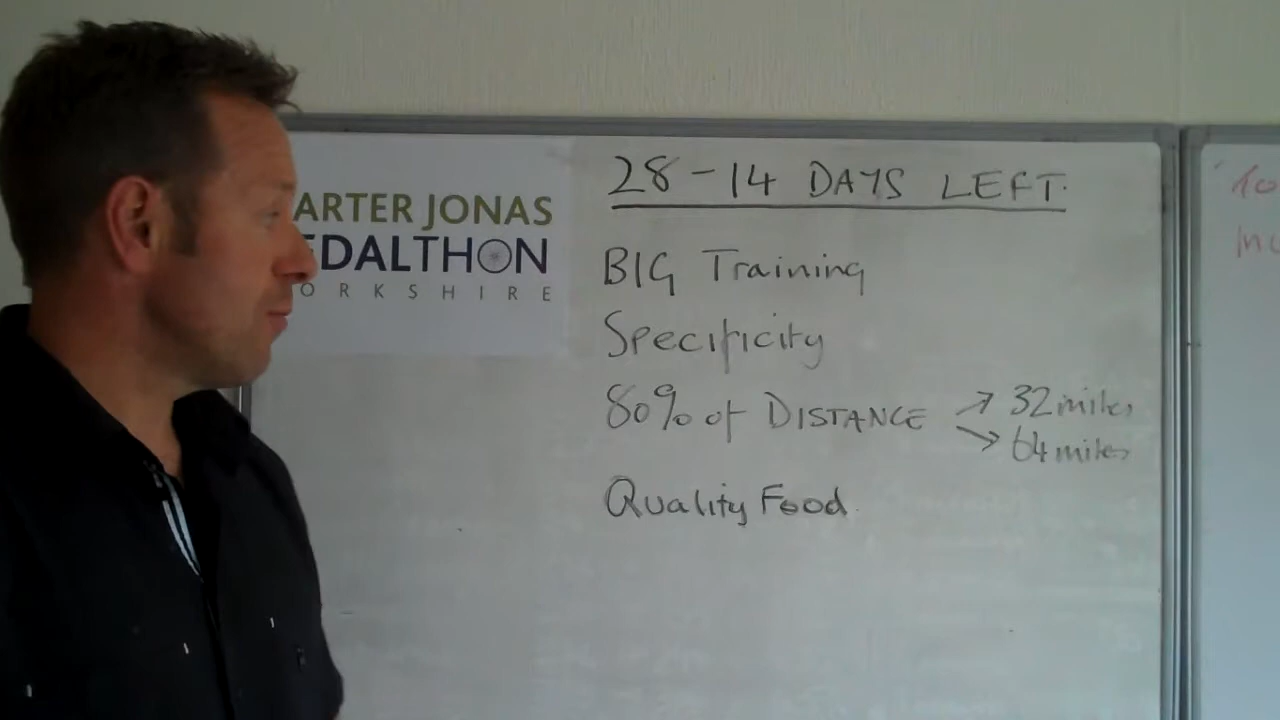 ARTER JONAS
EDALTHON
ORKSHIRE
28-14 DAYS LEFT.
BIG Training
Specificity
80% of DISTANCE → 32 miles
→ 64 miles
Quality Food.
To